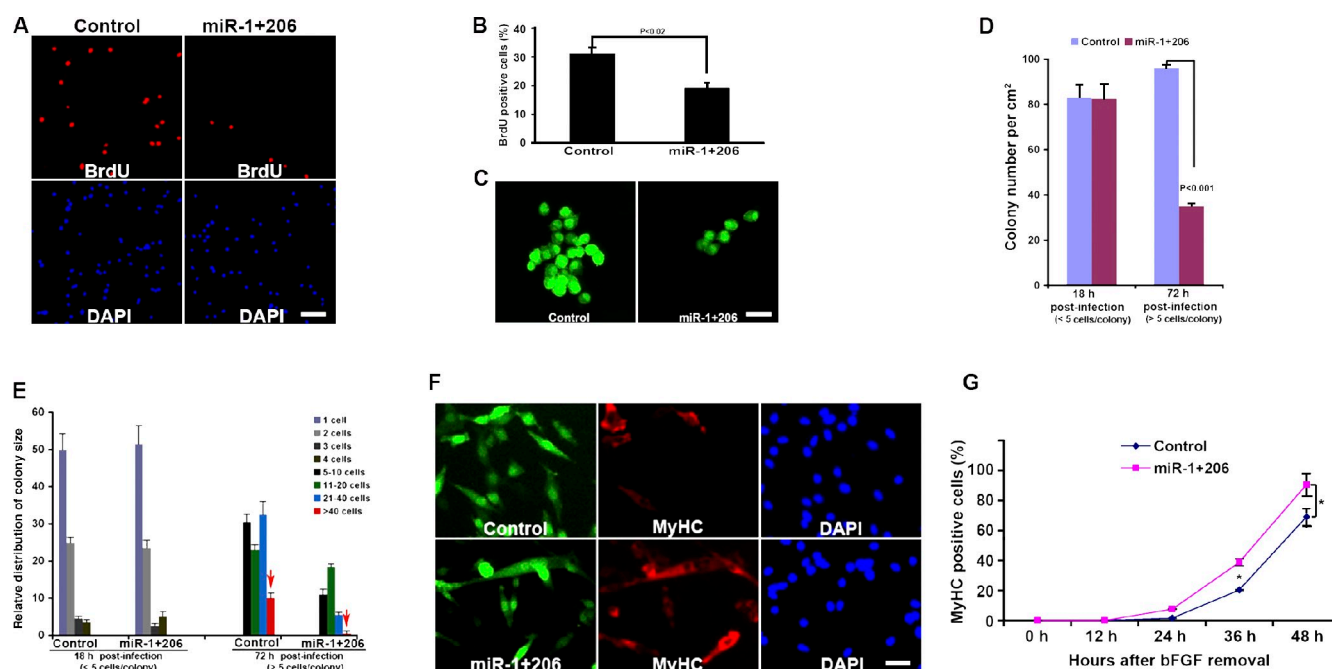 A
Control
miR-1+206
BrdU
BrdU
DAPI
DAPI
B
BrdU positive cells (%)
40
30
20
10
0
P<0.02
Control
miR-1+206
C
Control
miR-1+206
D
Control
miR-1+206
Colony number per cm²
100
80
60
40
20
0
P<0.001
18 h
post-infection
(< 5 cells/colony)
72 h
post-infection
(> 5 cells/colony)
E
Relative distribution of colony size
60
50
40
30
20
10
0
1 cell
2 cells
3 cells
4 cells
5-10 cells
11-20 cells
21-40 cells
>40 cells
Control
miR-1+206
18 h post-infection
(< 5 cells/colony)
Control
miR-1+206
72 h post-infection
(> 5 cells/colony)
F
Control
MyHC
DAPI
miR-1+206
MyHC
DAPI
G
Control
miR-1+206
MyHC positive cells (%)
100
80
60
40
20
0
*
*
0 h
12 h
24 h
36 h
48 h
Hours after bFGF removal